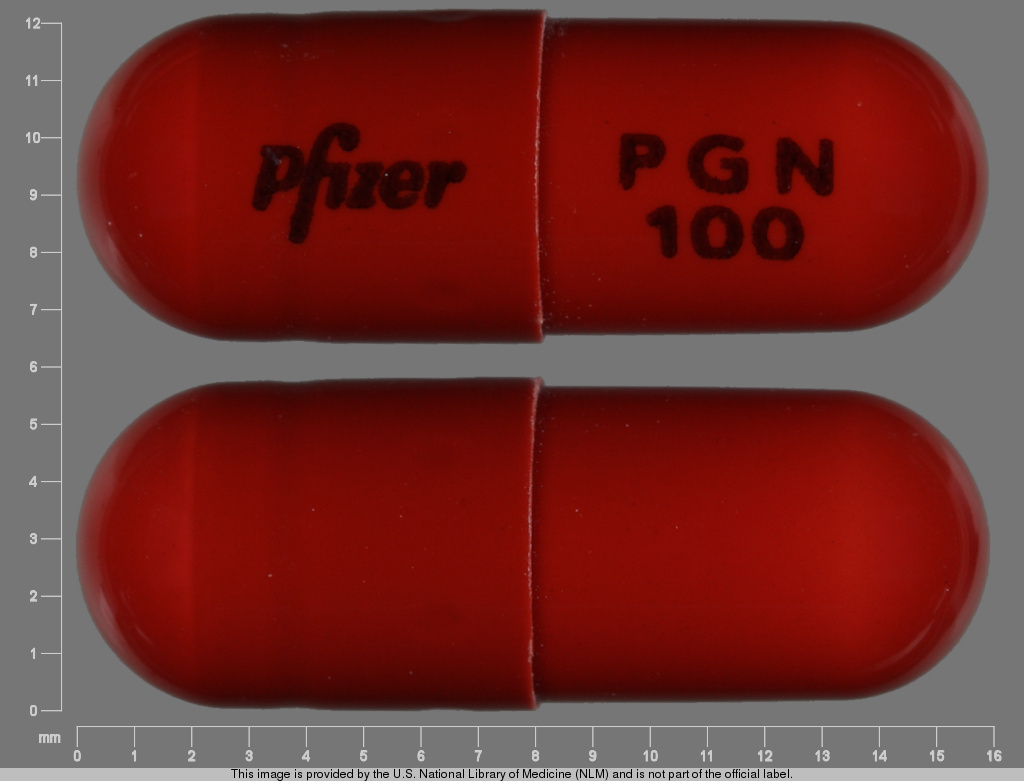 12
11
10
9
8
7
6
5
4
3
2
1
0
mm
Pfizer
PGN
100
0 1 2 3 4 5 6 7 8 9 10 11 12 13 14 15 16
This image is provided by the U.S. National Library of Medicine (NLM) and is not part of the official label.